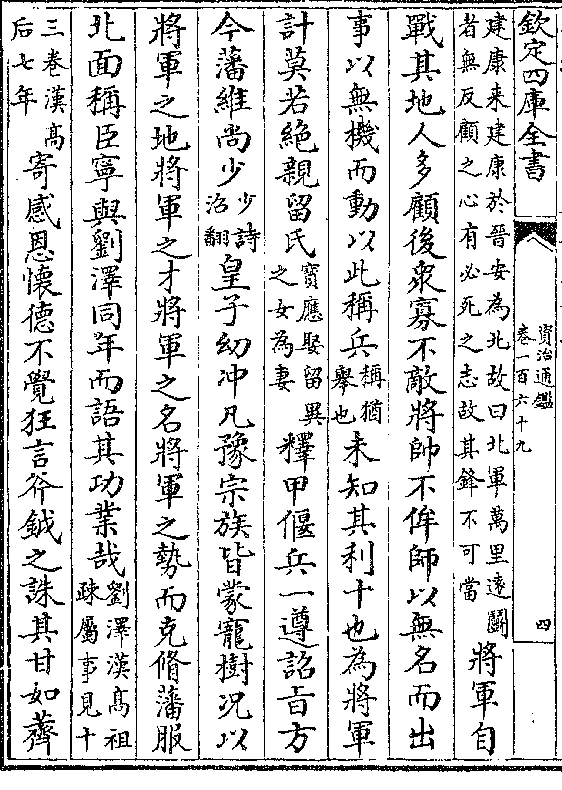 欽定四庫全書
資治通鑑
卷一百六十九
四
建康来建康於晉安為北故曰北軍萬里遠鬭
者無反顧之心有必死之志故其鋒不可當
將軍自
戰其地人多顧後衆寡不敵將帥不侔師以無名而出
事以無機而動以此稱兵
稱猶
舉也
未知其利十也為將軍
計莫若絶親留氏
寳應娶留異
之女為妻
釋甲偃兵一遵詔旨方
今藩維尚少
少詩
沼翻
皇子幼冲凡豫宗族皆蒙寵樹况以
將軍之地將軍之才將軍之名將軍之勢而克脩藩服
北面稱臣寧與劉澤同年而語其功業哉
劉澤漢高祖
疎屬事見十
三卷漢高
后七年
寄感恩懷徳不覺狂言斧鉞之誅其甘如薺